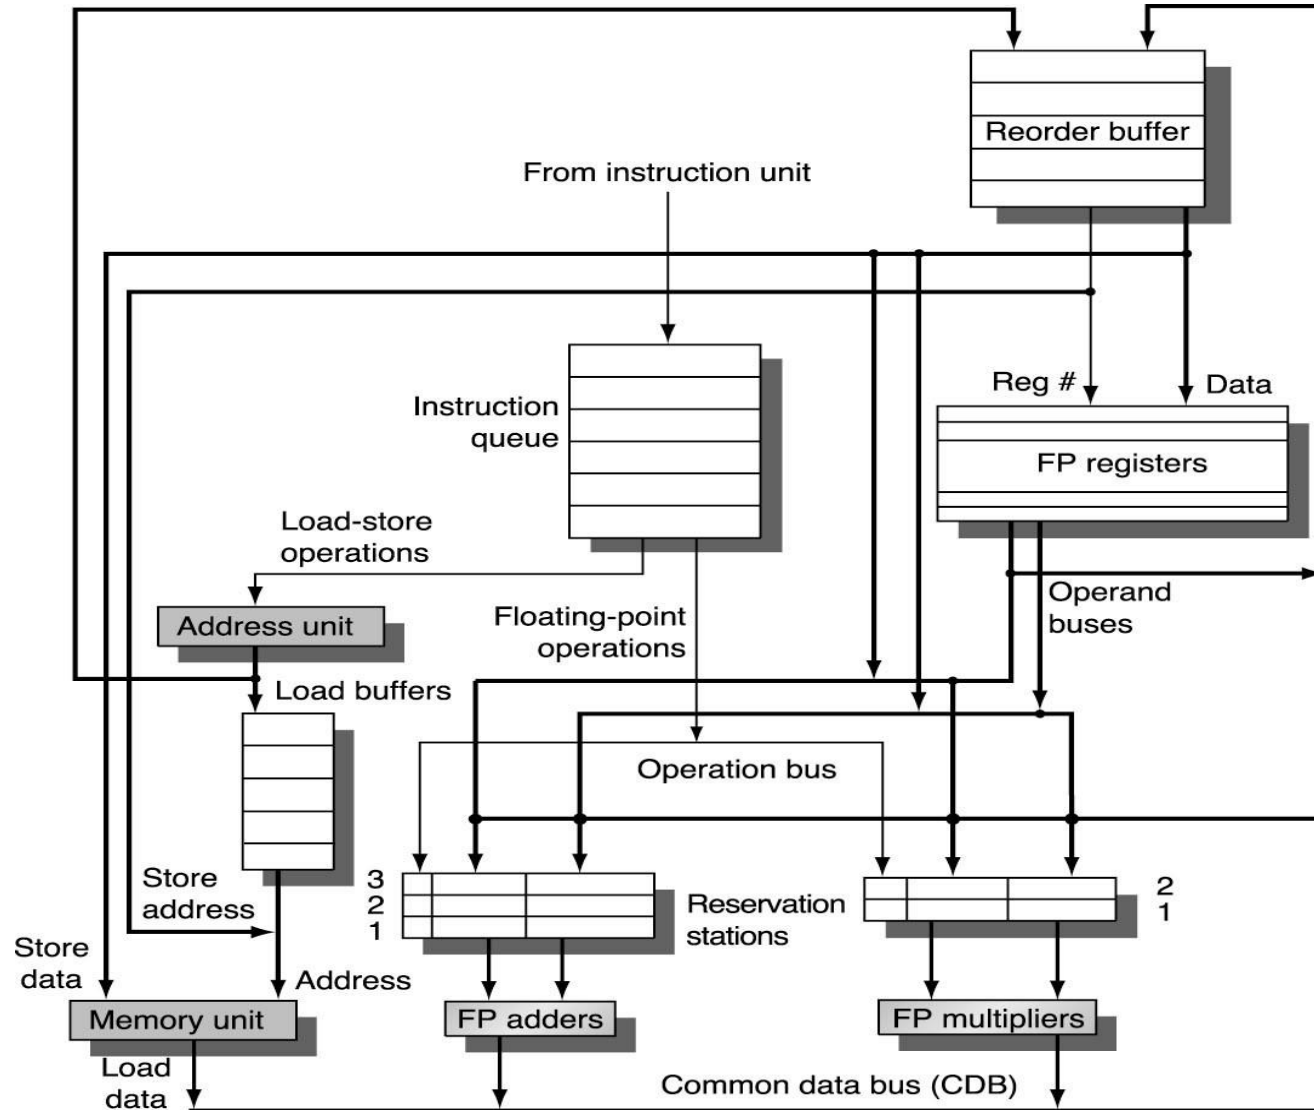 Reorder buffer
From instruction unit
Reg #
Data
Instruction
queue
FP registers
Load-store
operations
Operand
buses
Address unit
Floating-point
operations
Load buffers
Operation bus
Store
address
3
2
1
Reservation
stations
2
1
Store
data
Address
Memory unit
FP adders
FP multipliers
Load
data
Common data bus (CDB)